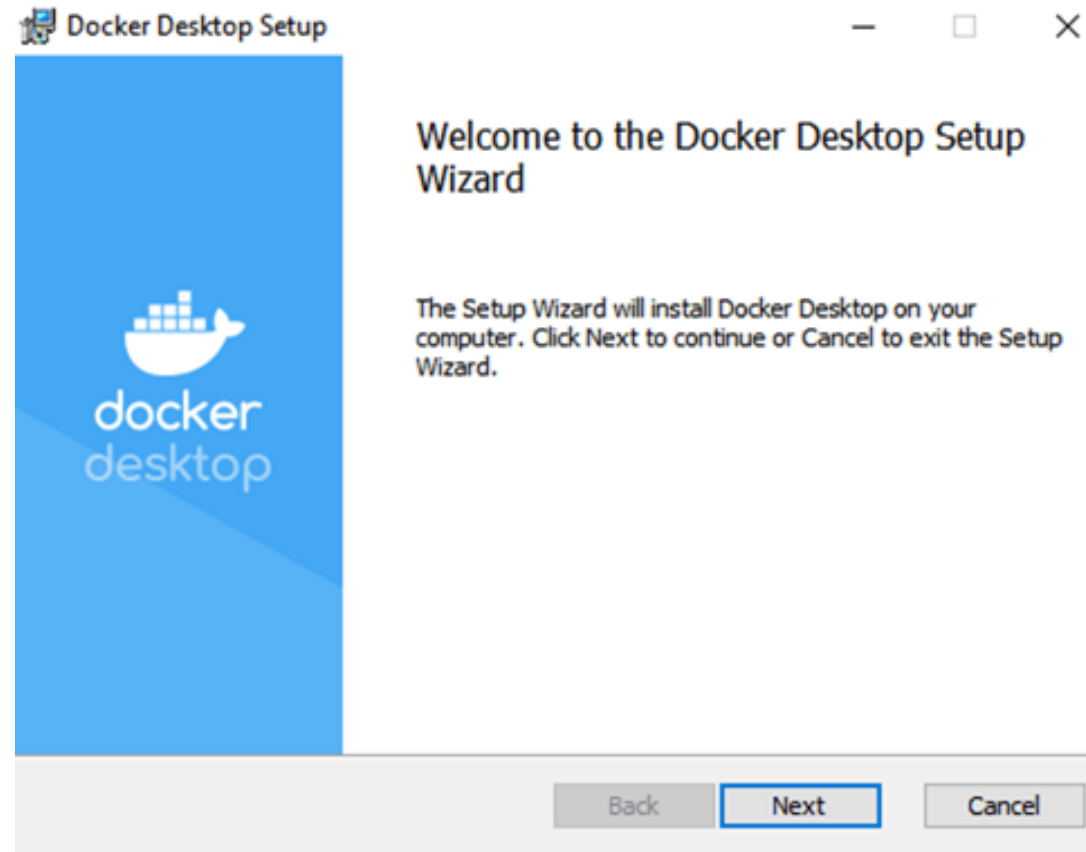 Docker Desktop Setup
Welcome to the Docker Desktop Setup
Wizard
The Setup Wizard will install Docker Desktop on your
computer. Click Next to continue or Cancel to exit the Setup
Wizard.
docker
desktop
Back
Next
Cancel